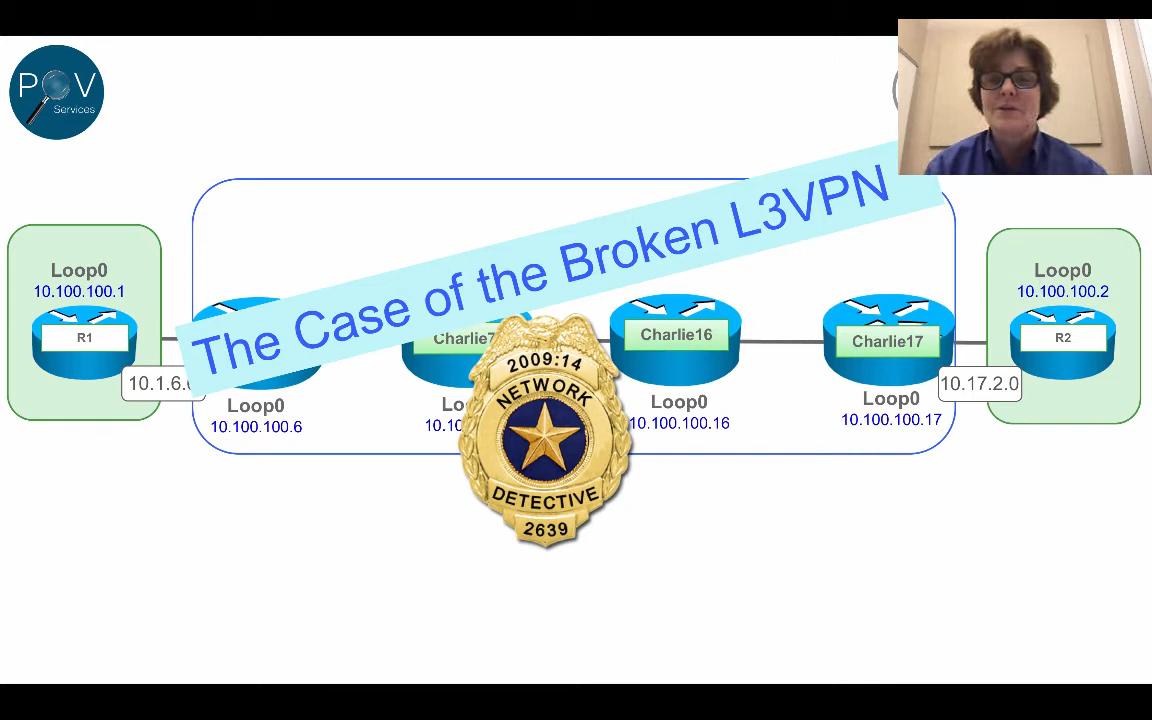 POV
Services
The Case of the Broken L3VPN
Loop0
10.100.100.1
R1
10.1.6.
Loop0
10.100.100.6
Charlie7
Loo
10.10
Charlie16
Loop0
10.100.100.16
Charlie17
Loop0
10.100.100.17
10.17.2.0
Loop0
10.100.100.2
R2
2009:14
NETWORK
DETECTIVE
2639